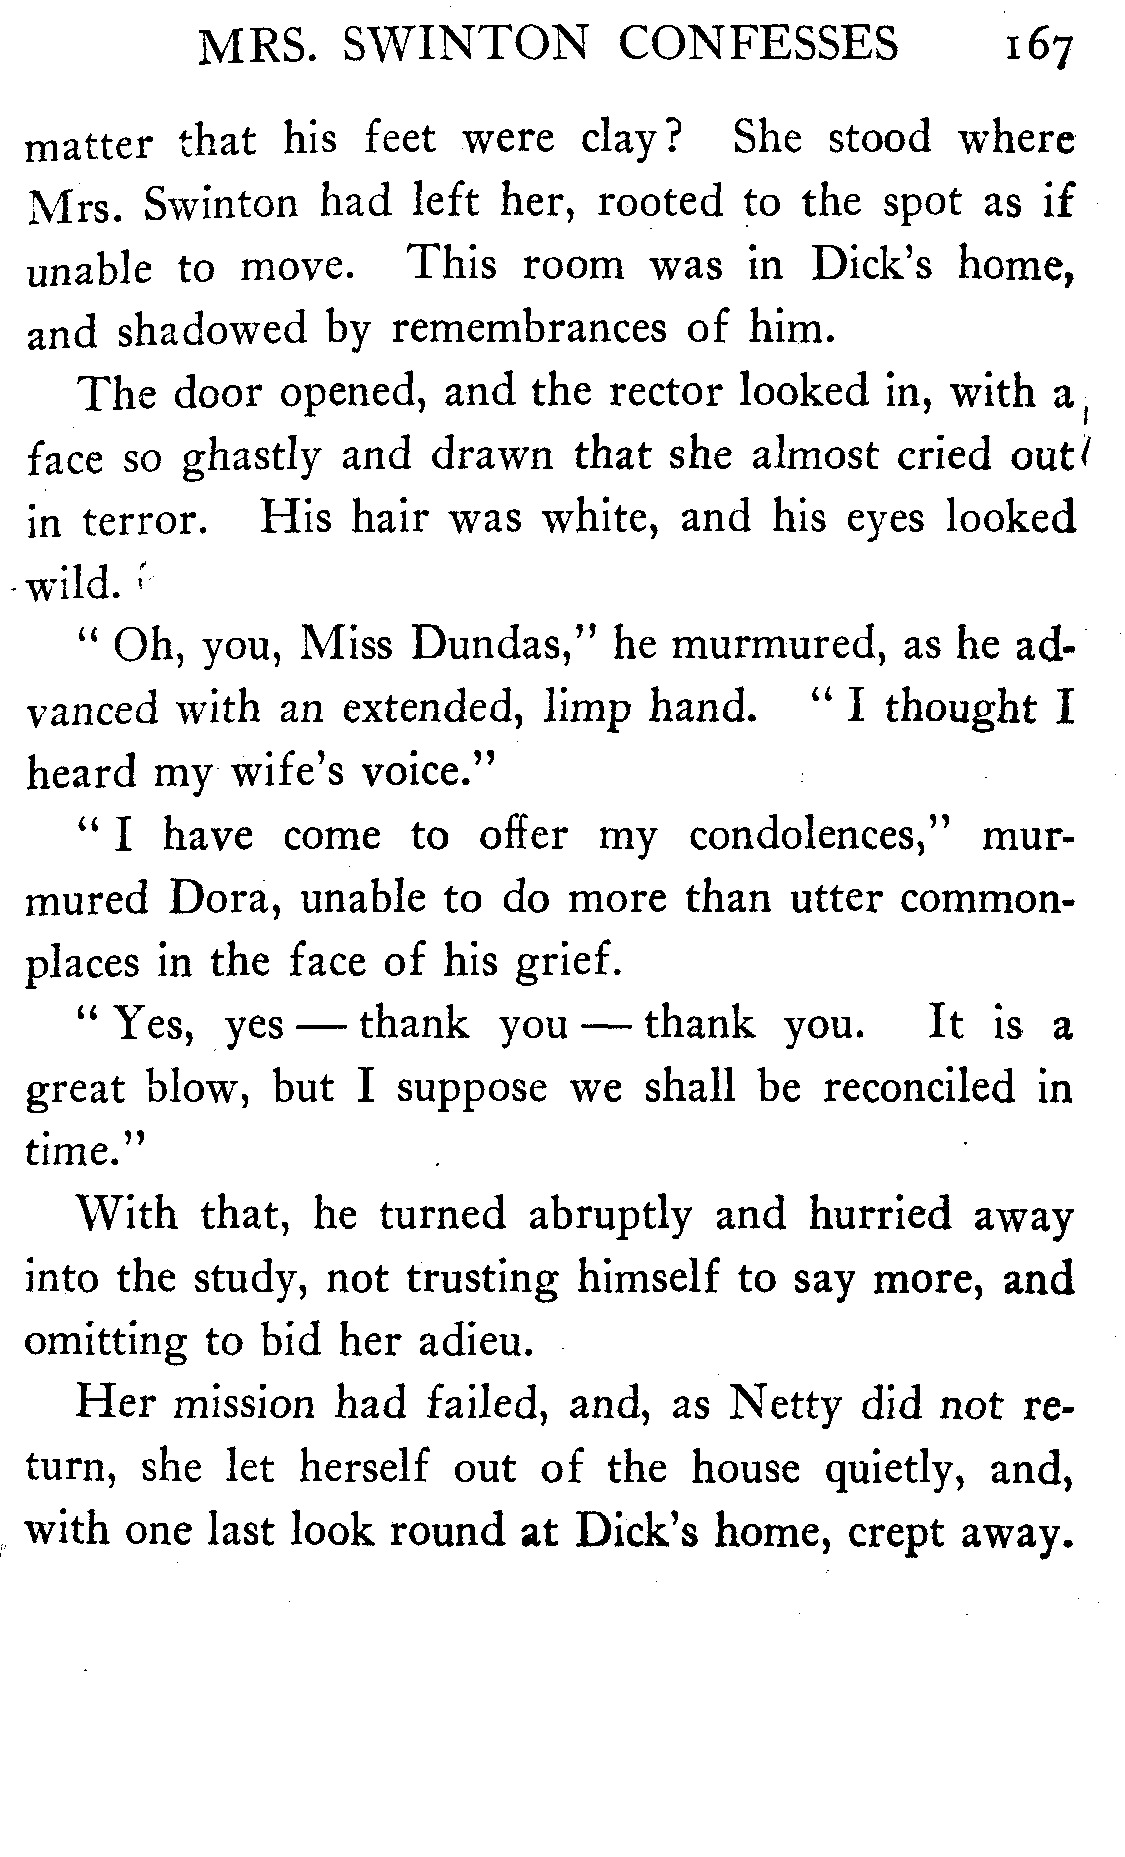 MRS. SWINTON CONFESSES 167
matter that his feet were clay? She stood where
Mrs. Swinton had left her, rooted to the spot as if
unable to move. This room was in Dick's home,
and shadowed by remembrances of him.
The door opened, and the rector looked in, with a
face so ghastly and drawn that she almost cried out
in terror. His hair was white, and his eyes looked
wild.
" Oh, you, Miss Dundas," he murmured, as he ad-
vanced with an extended, limp hand. " I thought I
heard my wife's voice."
" I have come to offer my condolences," mur-
mured Dora, unable to do more than utter common-
places in the face of his grief.
" Yes, yes — thank you — thank you. It is a
great blow, but I suppose we shall be reconciled in
time."
With that, he turned abruptly and hurried away
into the study, not trusting himself to say more, and
omitting to bid her adieu.
Her mission had failed, and, as Netty did not re-
turn, she let herself out of the house quietly, and,
with one last look round at Dick's home, crept away.